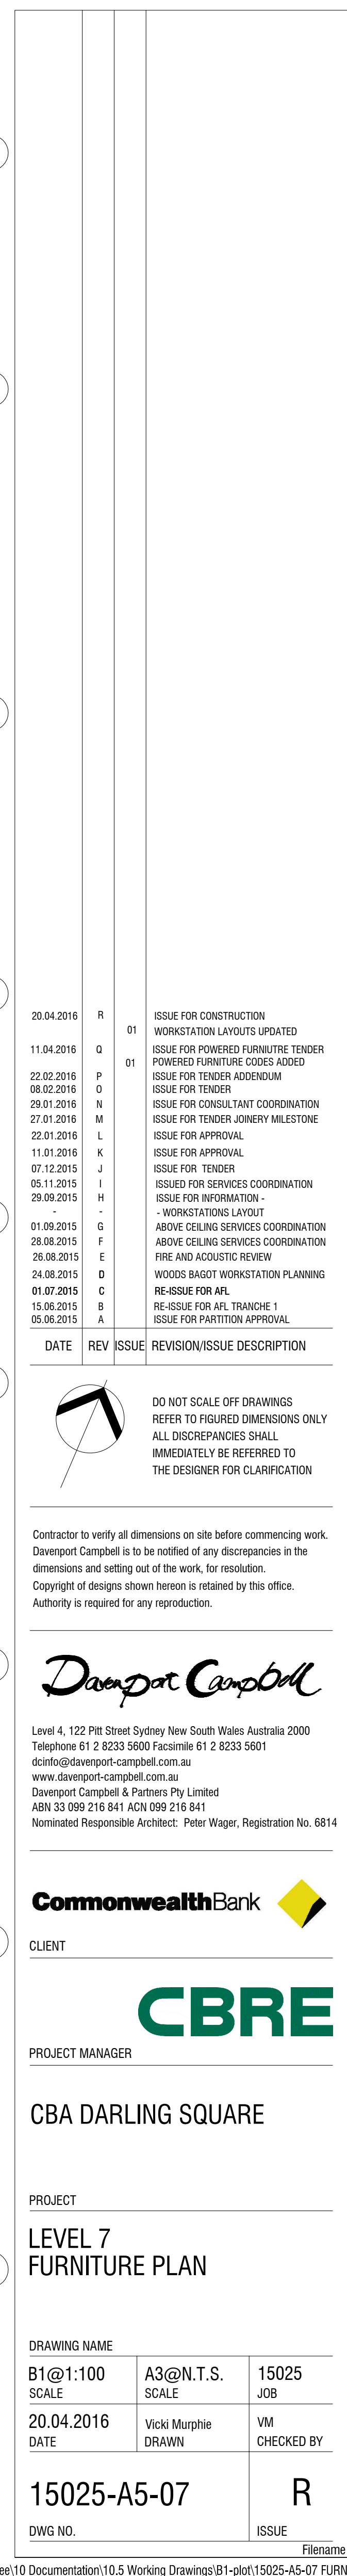 20.04.2016 R ISSUE FOR CONSTRUCTION
01 WORKSTATION LAYOUTS UPDATED
11.04.2016 Q ISSUE FOR POWERED FURNIUTRE TENDER
01 POWERED FURNITURE CODES ADDED
22.02.2016 P ISSUE FOR TENDER ADDENDUM
08.02.2016 O ISSUE FOR TENDER
29.01.2016 N ISSUE FOR CONSULTANT COORDINATION
27.01.2016 M ISSUE FOR TENDER JOINERY MILESTONE
22.01.2016 L ISSUE FOR APPROVAL
11.01.2016 K ISSUE FOR APPROVAL
07.12.2015 J ISSUE FOR TENDER
05.11.2015 I ISSUED FOR SERVICES COORDINATION
29.09.2015 H ISSUE FOR INFORMATION -
- - - WORKSTATIONS LAYOUT
01.09.2015 G ABOVE CEILING SERVICES COORDINATION
28.08.2015 F ABOVE CEILING SERVICES COORDINATION
26.08.2015 E FIRE AND ACOUSTIC REVIEW
24.08.2015 D WOODS BAGOT WORKSTATION PLANNING
01.07.2015 C RE-ISSUE FOR AFL
15.06.2015 B RE-ISSUE FOR AFL TRANCHE 1
05.06.2015 A ISSUE FOR PARTITION APPROVAL
DATE REV ISSUE REVISION/ISSUE DESCRIPTION
DO NOT SCALE OFF DRAWINGS
REFER TO FIGURED DIMENSIONS ONLY
ALL DISCREPANCIES SHALL
IMMEDIATELY BE REFERRED TO
THE DESIGNER FOR CLARIFICATION
Contractor to verify all dimensions on site before commencing work.
Davenport Campbell is to be notified of any discrepancies in the
dimensions and setting out of the work, for resolution.
Copyright of designs shown hereon is retained by this office.
Authority is required for any reproduction.
Davenport Campbell
Level 4, 122 Pitt Street Sydney New South Wales Australia 2000
Telephone 61 2 8233 5600 Facsimile 61 2 8233 5601
dcinfo@davenport-campbell.com.au
www.davenport-campbell.com.au
Davenport Campbell & Partners Pty Limited
ABN 33 099 216 841 ACN 099 216 841
Nominated Responsible Architect: Peter Wager, Registration No. 6814
CommonwealthBank
CLIENT
CBRE
PROJECT MANAGER
CBA DARLING SQUARE
PROJECT
LEVEL 7
FURNITURE PLAN
DRAWING NAME
B1@1:100 A3@N.T.S. 15025
SCALE SCALE JOB
20.04.2016 Vicki Murphie VM
DATE DRAWN CHECKED BY
15025-A5-07 R
DWG NO. ISSUE
Filename
ee\10 Documentation\10.5 Working Drawings\B1-plot\15025-A5-07 FURN